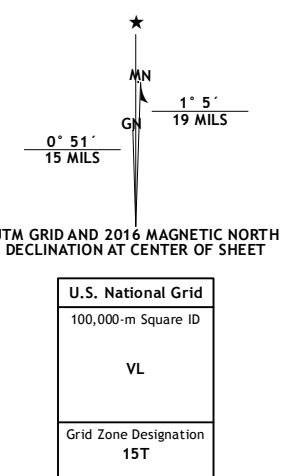 ★
MN
1° 5´
19 MILS
GN
0° 51´
15 MILS
UTM GRID AND 2016 MAGNETIC NORTH
DECLINATION AT CENTER OF SHEET
U.S. National Grid
100,000-m Square ID
VL
Grid Zone Designation
15T